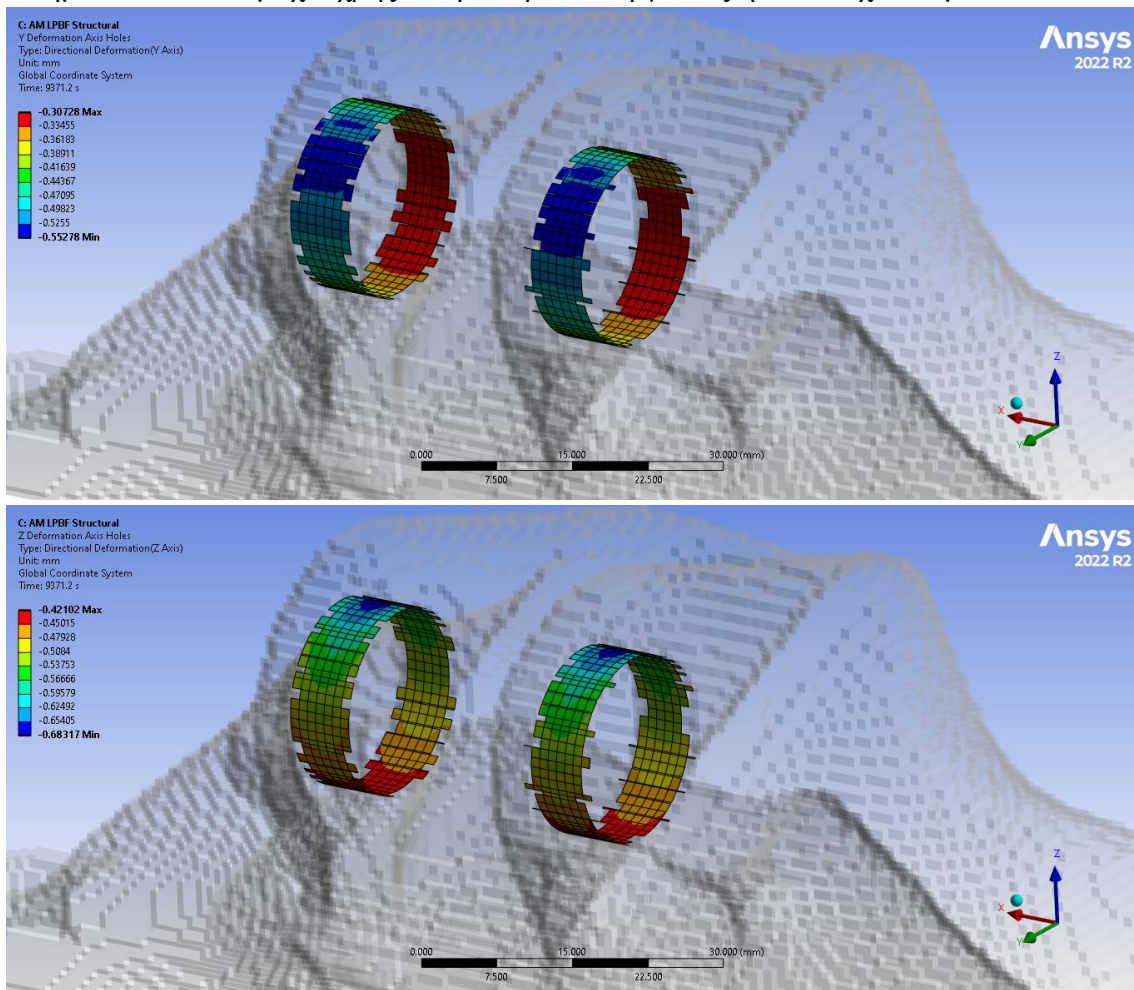 C: AM LPBF Structural
Y Deformation Axis Holes
Type: Directional Deformation(Y Axis)
Unit: mm
Global Coordinate System
Time: 9371.2 s
-0.30728 Max
-0.33455
-0.36183
-0.38911
-0.41639
-0.44367
-0.47095
-0.49823
-0.5255
-0.55278 Min
Ansys
2022 R2
Z
X
Y
0.000
15.000
30.000 (mm)
7.500
22.500
C: AM LPBF Structural
Z Deformation Axis Holes
Type: Directional Deformation(Z Axis)
Unit: mm
Global Coordinate System
Time: 9371.2 s
-0.42102 Max
-0.45015
-0.47928
-0.5084
-0.53753
-0.56666
-0.59579
-0.62492
-0.65405
-0.68317 Min
Ansys
2022 R2
Z
X
Y
0.000
15.000
30.000 (mm)
7.500
22.500